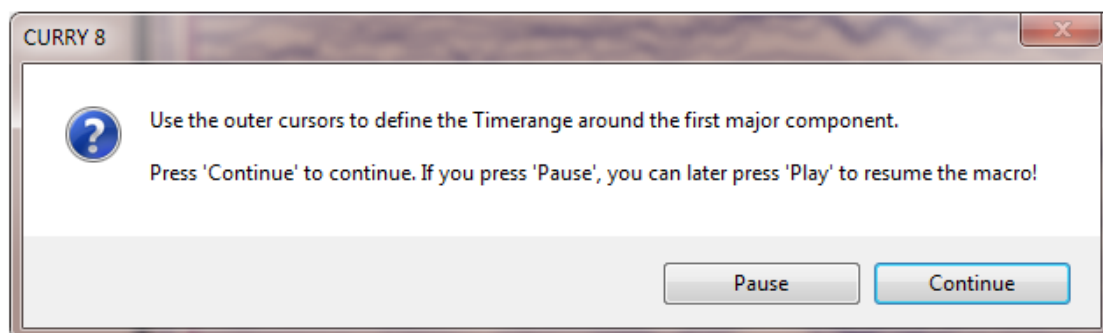 CURRY 8
Use the outer cursors to define the Timerange around the first major component.
Press 'Continue' to continue. If you press 'Pause', you can later press 'Play' to resume the macro!
Pause Continue